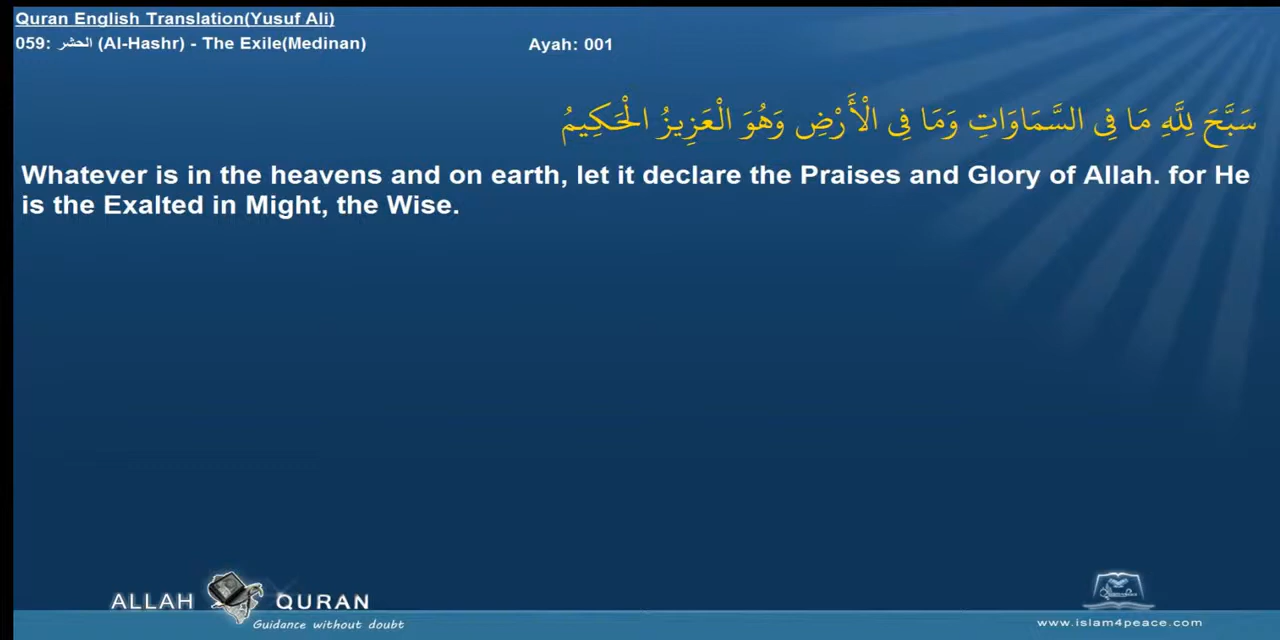 Quran English Translation(Yusuf Ali)
059: الحشر (Al-Hashr) - The Exile(Medinan) Ayah: 001
سَبَّحَ لِلَّهِ مَا فِي السَّمَاوَاتِ وَمَا فِي الْأَرْضِ وَهُوَ الْعَزِيزُ الْحَكِيمُ
Whatever is in the heavens and on earth, let it declare the Praises and Glory of Allah. for He
is the Exalted in Might, the Wise.
ALLAH QURAN
Guidance without doubt
www.islam4peace.com